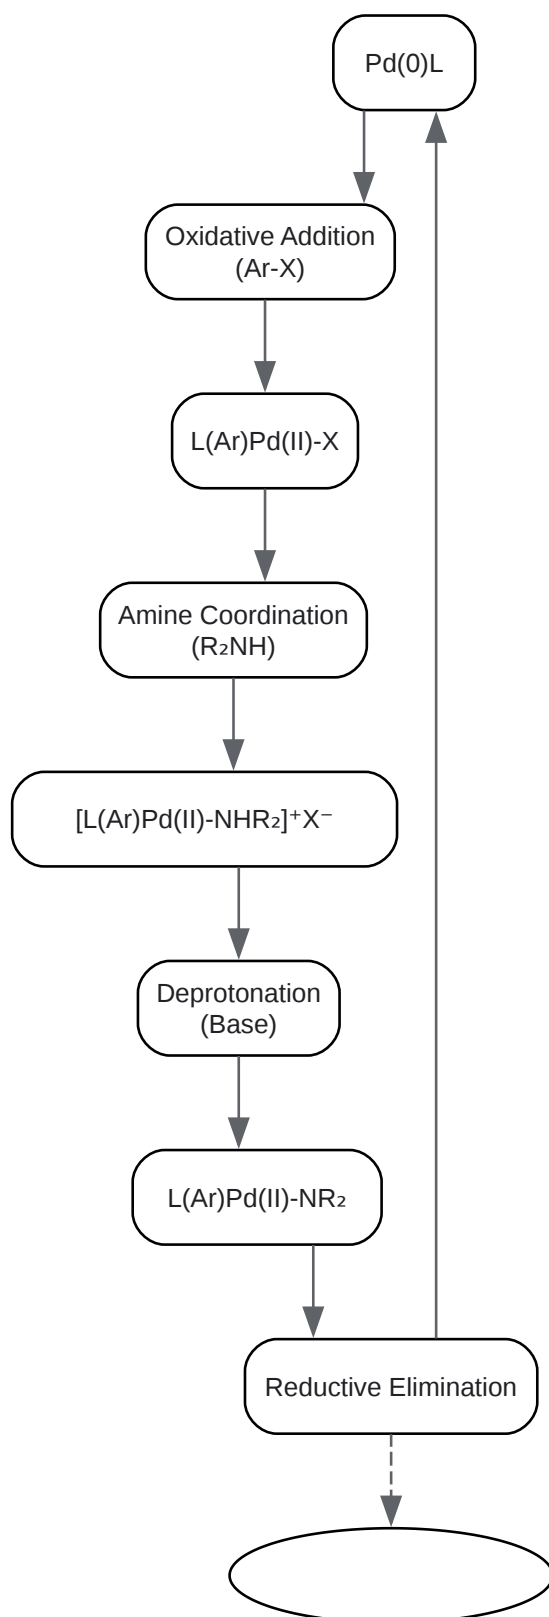 Pd(0)L
Oxidative Addition
(Ar-X)
L(Ar)Pd(II)-X
Amine Coordination
(R₂NH)
[L(Ar)Pd(II)-NHR₂]⁺X⁻
Deprotonation
(Base)
L(Ar)Pd(II)-NR₂
Reductive Elimination